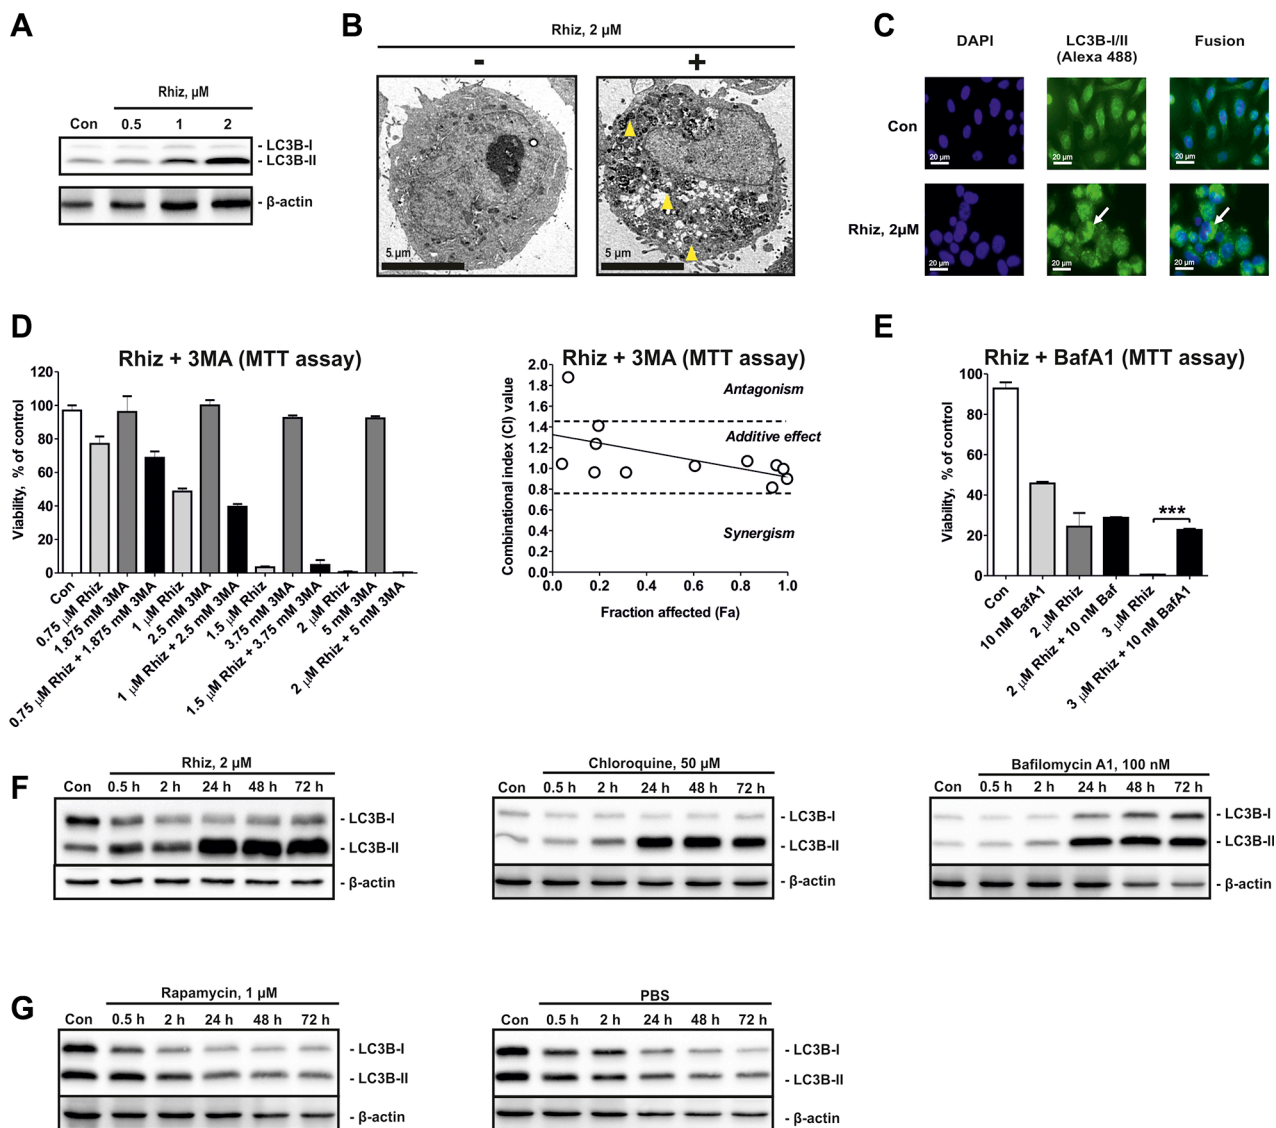 A
Rhiz, µM
Con 0.5 1 2
- LC3B-I
- LC3B-II
- β-actin
B
Rhiz, 2 µM
- +
5 µm
5 µm
C
DAPI
LC3B-I/II
(Alexa 488)
Fusion
Con
20 µm
20 µm
20 µm
Rhiz, 2µM
20 µm
20 µm
20 µm
D
Rhiz + 3MA (MTT assay)
Viability, % of control
120
100
80
60
40
20
0
Con
0.75 µM Rhiz
1.875 mM 3MA
0.75 µM Rhiz + 1.875 mM 3MA
1 µM Rhiz
2.5 mM 3MA
1 µM Rhiz + 2.5 mM 3MA
1.5 µM Rhiz
3.75 mM 3MA
1.5 µM Rhiz + 3.75 mM 3MA
2 µM Rhiz
5 mM 3MA
2 µM Rhiz + 5 mM 3MA
Rhiz + 3MA (MTT assay)
Combinational index (CI) value
2.0
1.8
1.6
1.4
1.2
1.0
0.8
0.6
0.4
0.2
0.0
Antagonism
Additive effect
Synergism
0.0 0.2 0.4 0.6 0.8 1.0
Fraction affected (Fa)
E
Rhiz + BafA1 (MTT assay)
Viability, % of control
100
80
60
40
20
0
***
Con
10 nM BafA1
2 µM Rhiz
2 µM Rhiz + 10 nM Baf
3 µM Rhiz
3 µM Rhiz + 10 nM BafA1
F
Rhiz, 2 µM
Con 0.5 h 2 h 24 h 48 h 72 h
- LC3B-I
- LC3B-II
- β-actin
Chloroquine, 50 µM
Con 0.5 h 2 h 24 h 48 h 72 h
- LC3B-I
- LC3B-II
- β-actin
Bafilomycin A1, 100 nM
Con 0.5 h 2 h 24 h 48 h 72 h
- LC3B-I
- LC3B-II
- β-actin
G
Rapamycin, 1 µM
Con 0.5 h 2 h 24 h 48 h 72 h
- LC3B-I
- LC3B-II
- β-actin
PBS
Con 0.5 h 2 h 24 h 48 h 72 h
- LC3B-I
- LC3B-II
- β-actin